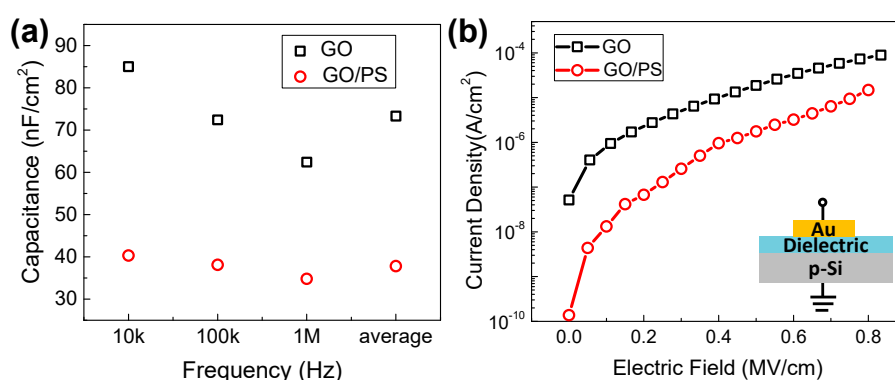 (a)
Capacitance (nF/cm²)
90
80
70
60
50
40
30
GO
GO/PS
10k
100k
1M
average
Frequency (Hz)
(b)
Current Density(A/cm²)
10⁻⁴
10⁻⁶
10⁻⁸
10⁻¹⁰
GO
GO/PS
Au
Dielectric
p-Si
0.0
0.2
0.4
0.6
0.8
Electric Field (MV/cm)